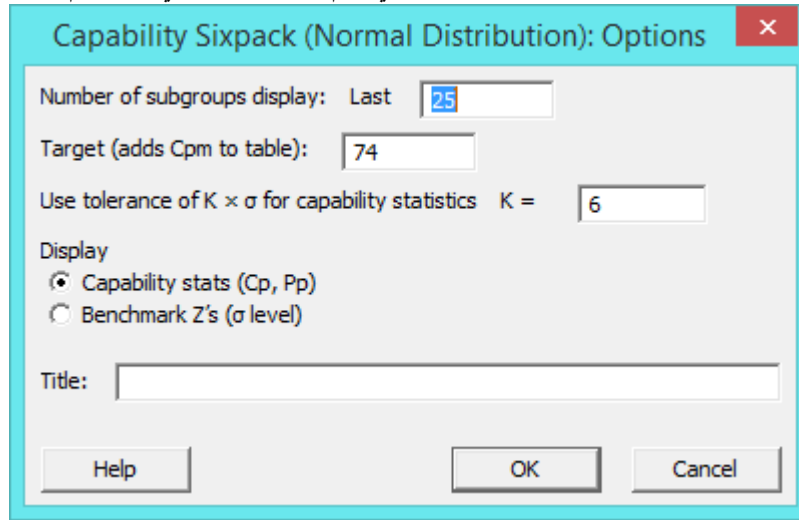 Capability Sixpack (Normal Distribution): Options
Number of subgroups display: Last 25
Target (adds Cpm to table): 74
Use tolerance of K × σ for capability statistics K = 6
Display
Capability stats (Cp, Pp)
Benchmark Z's (σ level)
Title:
Help OK Cancel